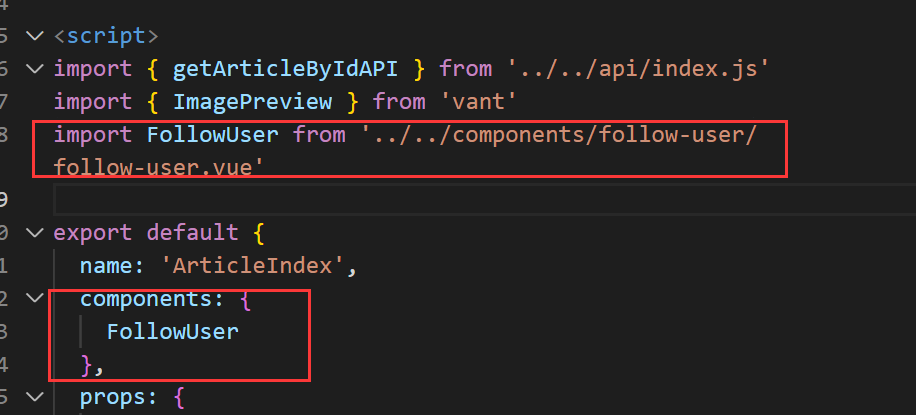 4
5 <script>
6 import { getArticleByIdAPI } from '../../api/index.js'
7 import { ImagePreview } from 'vant'
8 import FollowUser from '../../components/follow-user/
follow-user.vue'
9
0 export default {
1 name: 'ArticleIndex',
2 components: {
3 FollowUser
4 },
5 props: {